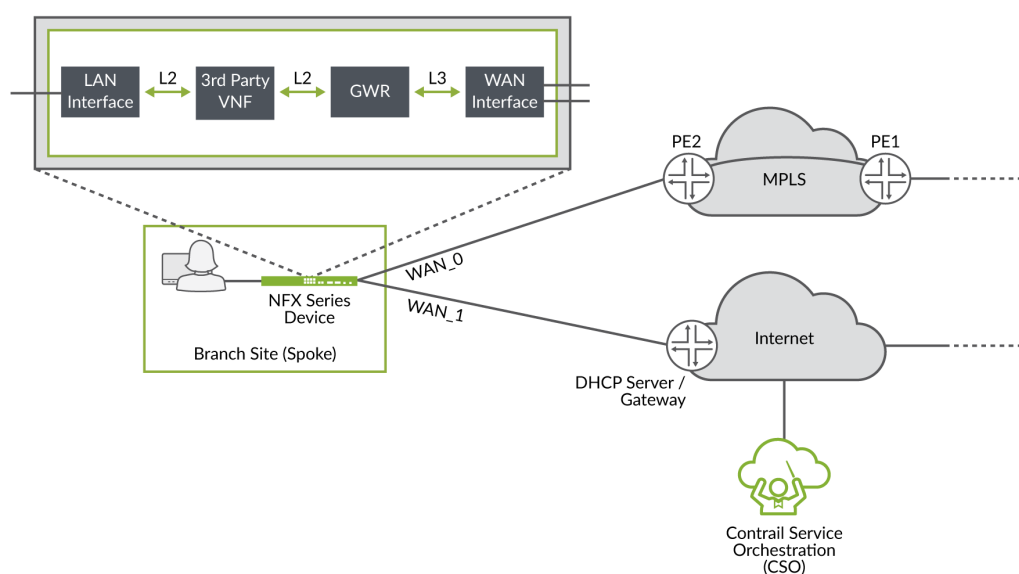 LAN
Interface
L2
3rd Party
VNF
L2
GWR
L3
WAN
Interface
PE2
PE1
MPLS
WAN_0
WAN_1
NFX Series
Device
Branch Site (Spoke)
Internet
DHCP Server /
Gateway
Contrail Service
Orchestration
(CSO)